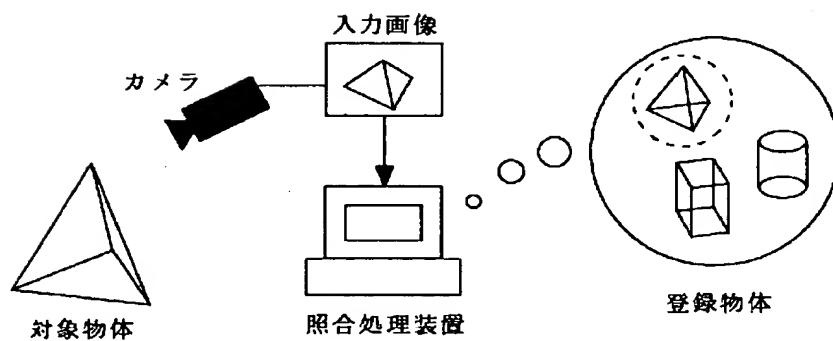 入力画像
カメラ
対象物体
照合処理装置
登録物体